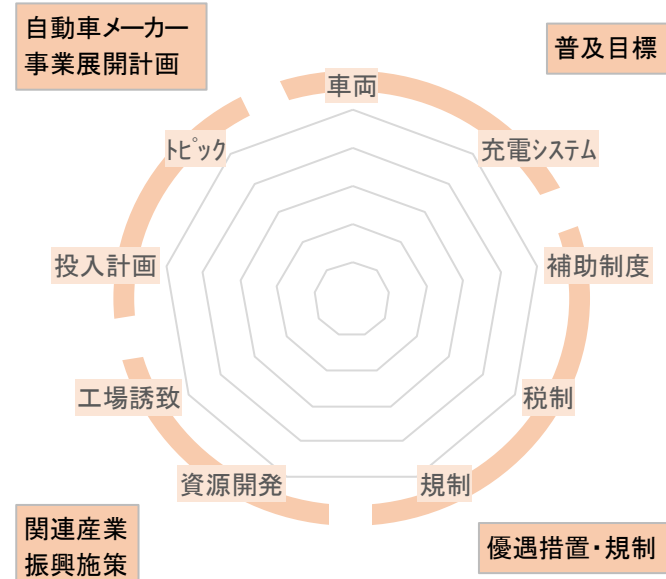 自動車メーカー
事業展開計画
普及目標
車両
トピック
充電システム
投入計画
補助制度
工場誘致
税制
資源開発
規制
関連産業
振興施策
優遇措置・規制